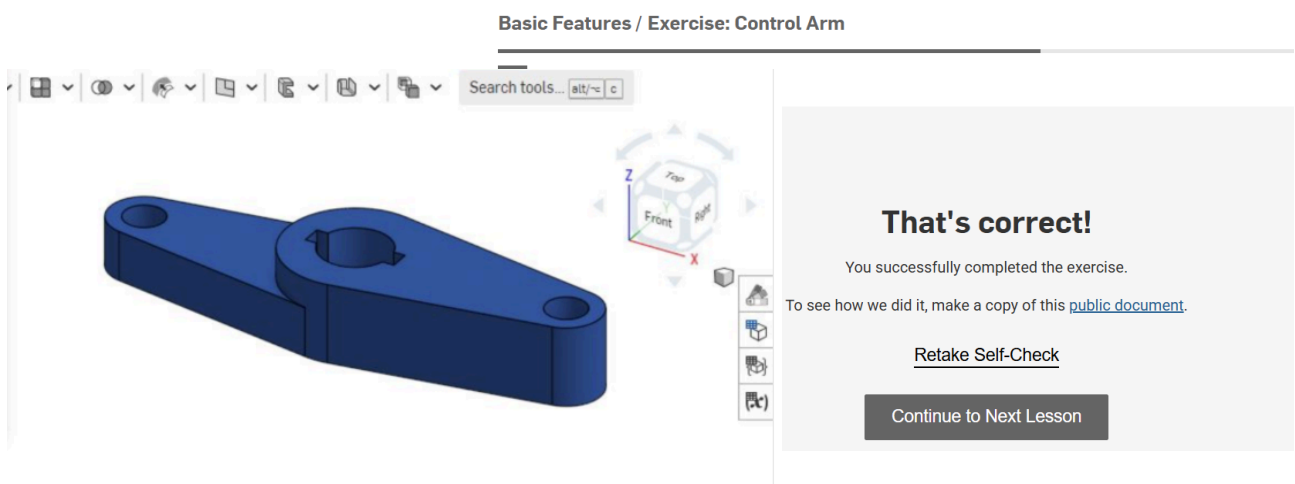 Basic Features / Exercise: Control Arm
Search tools... alt/⌥ c
Z
Top
Front
Right
Y
X
(x)
That's correct!
You successfully completed the exercise.
To see how we did it, make a copy of this public document.
Retake Self-Check
Continue to Next Lesson